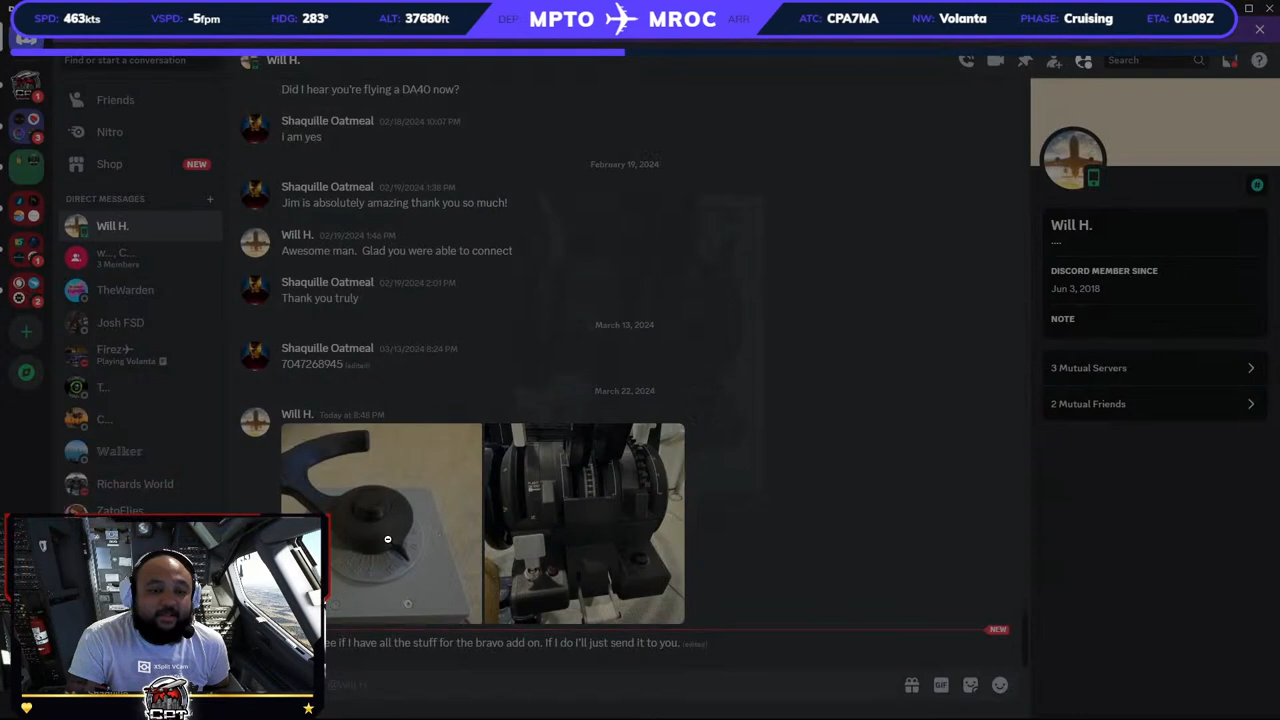 SPD: 463kts
VSPD: -5fpm
HDG: 283°
ALT: 37680ft
DEP
MPTO
MROC
ARR
ATC: CPA7MA
NW: Volanta
PHASE: Cruising
ETA: 01:09Z
Find or start a conversation
Will H.
Search
Friends
Nitro
Shop
NEW
DIRECT MESSAGES
Will H.
w..., C...
3 Members
TheWarden
Josh FSD
Firez
Playing Volanta
T...
C...
Walker
Richards World
ZatoFlies
Did I hear you're flying a DA40 now?
Shaquille Oatmeal 02/18/2024 10:07 PM
i am yes
February 19, 2024
Shaquille Oatmeal 02/19/2024 1:38 PM
Jim is absolutely amazing thank you so much!
Will H. 02/19/2024 1:46 PM
Awesome man. Glad you were able to connect
Shaquille Oatmeal 02/19/2024 2:01 PM
Thank you truly
March 13, 2024
Shaquille Oatmeal 03/13/2024 8:24 PM
7047268945 (edited)
March 22, 2024
Will H. Today at 8:48 PM
NEW
if I have all the stuff for the bravo add on. If I do I'll just send it to you. (edited)
Will H.
....
DISCORD MEMBER SINCE
Jun 3, 2018
NOTE
3 Mutual Servers
2 Mutual Friends
XSplit VCam
CPT